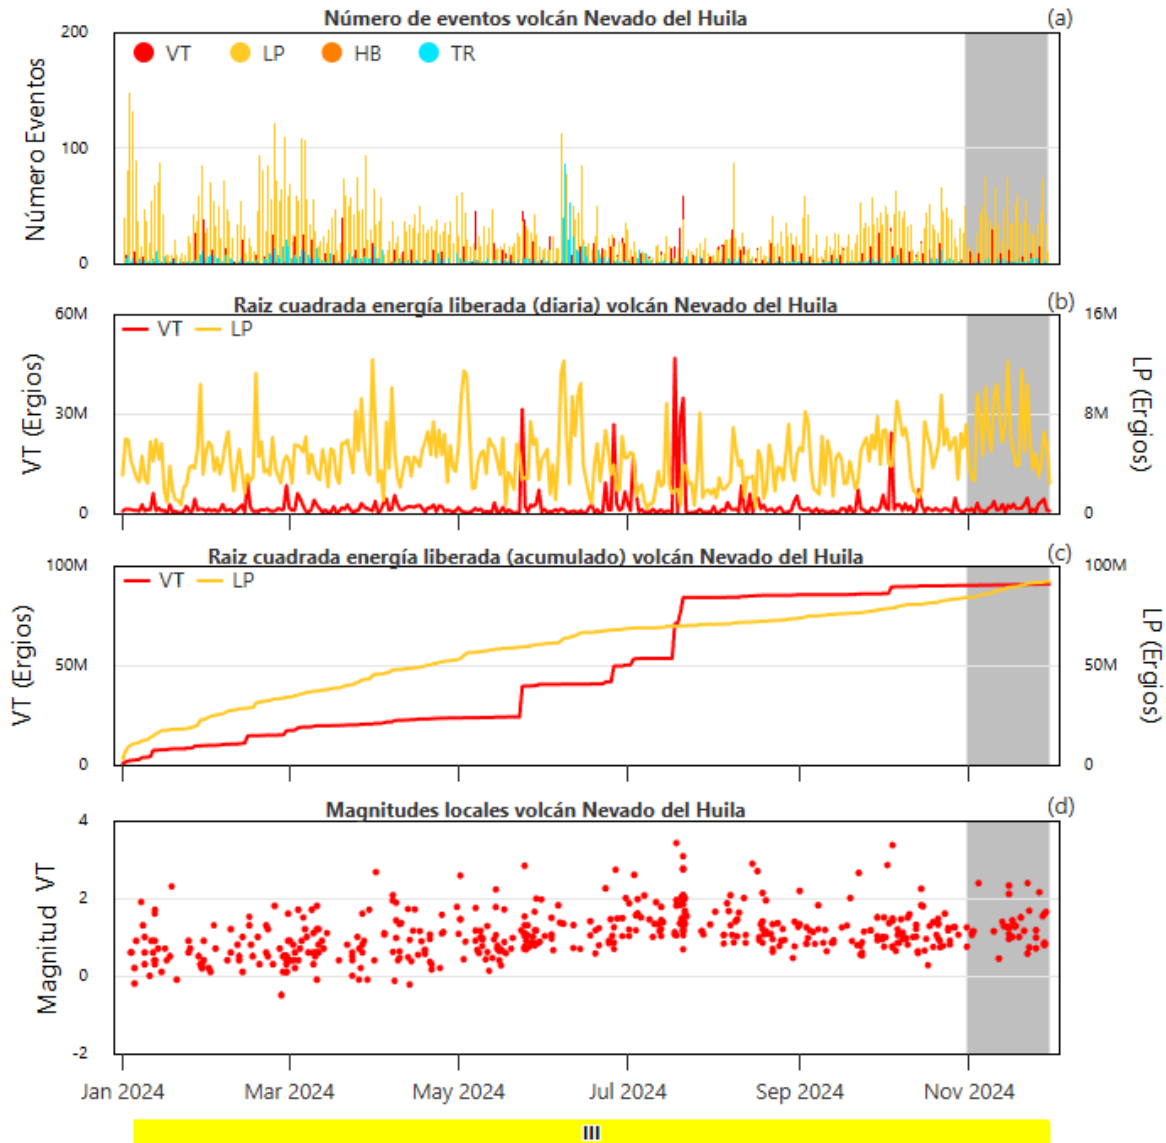 Número de eventos volcán Nevado del Huila
(a)
200
VT LP HB TR
Número Eventos
100
0
Raiz cuadrada energía liberada (diaria) volcán Nevado del Huila
(b)
60M
16M
VT LP
VT (Ergios)
LP (Ergios)
30M
8M
0
0
Raiz cuadrada energía liberada (acumulado) volcán Nevado del Huila
(c)
100M
100M
VT LP
VT (Ergios)
LP (Ergios)
50M
50M
0
0
Magnitudes locales volcán Nevado del Huila
(d)
4
Magnitud VT
2
0
-2
Jan 2024 Mar 2024 May 2024 Jul 2024 Sep 2024 Nov 2024
III